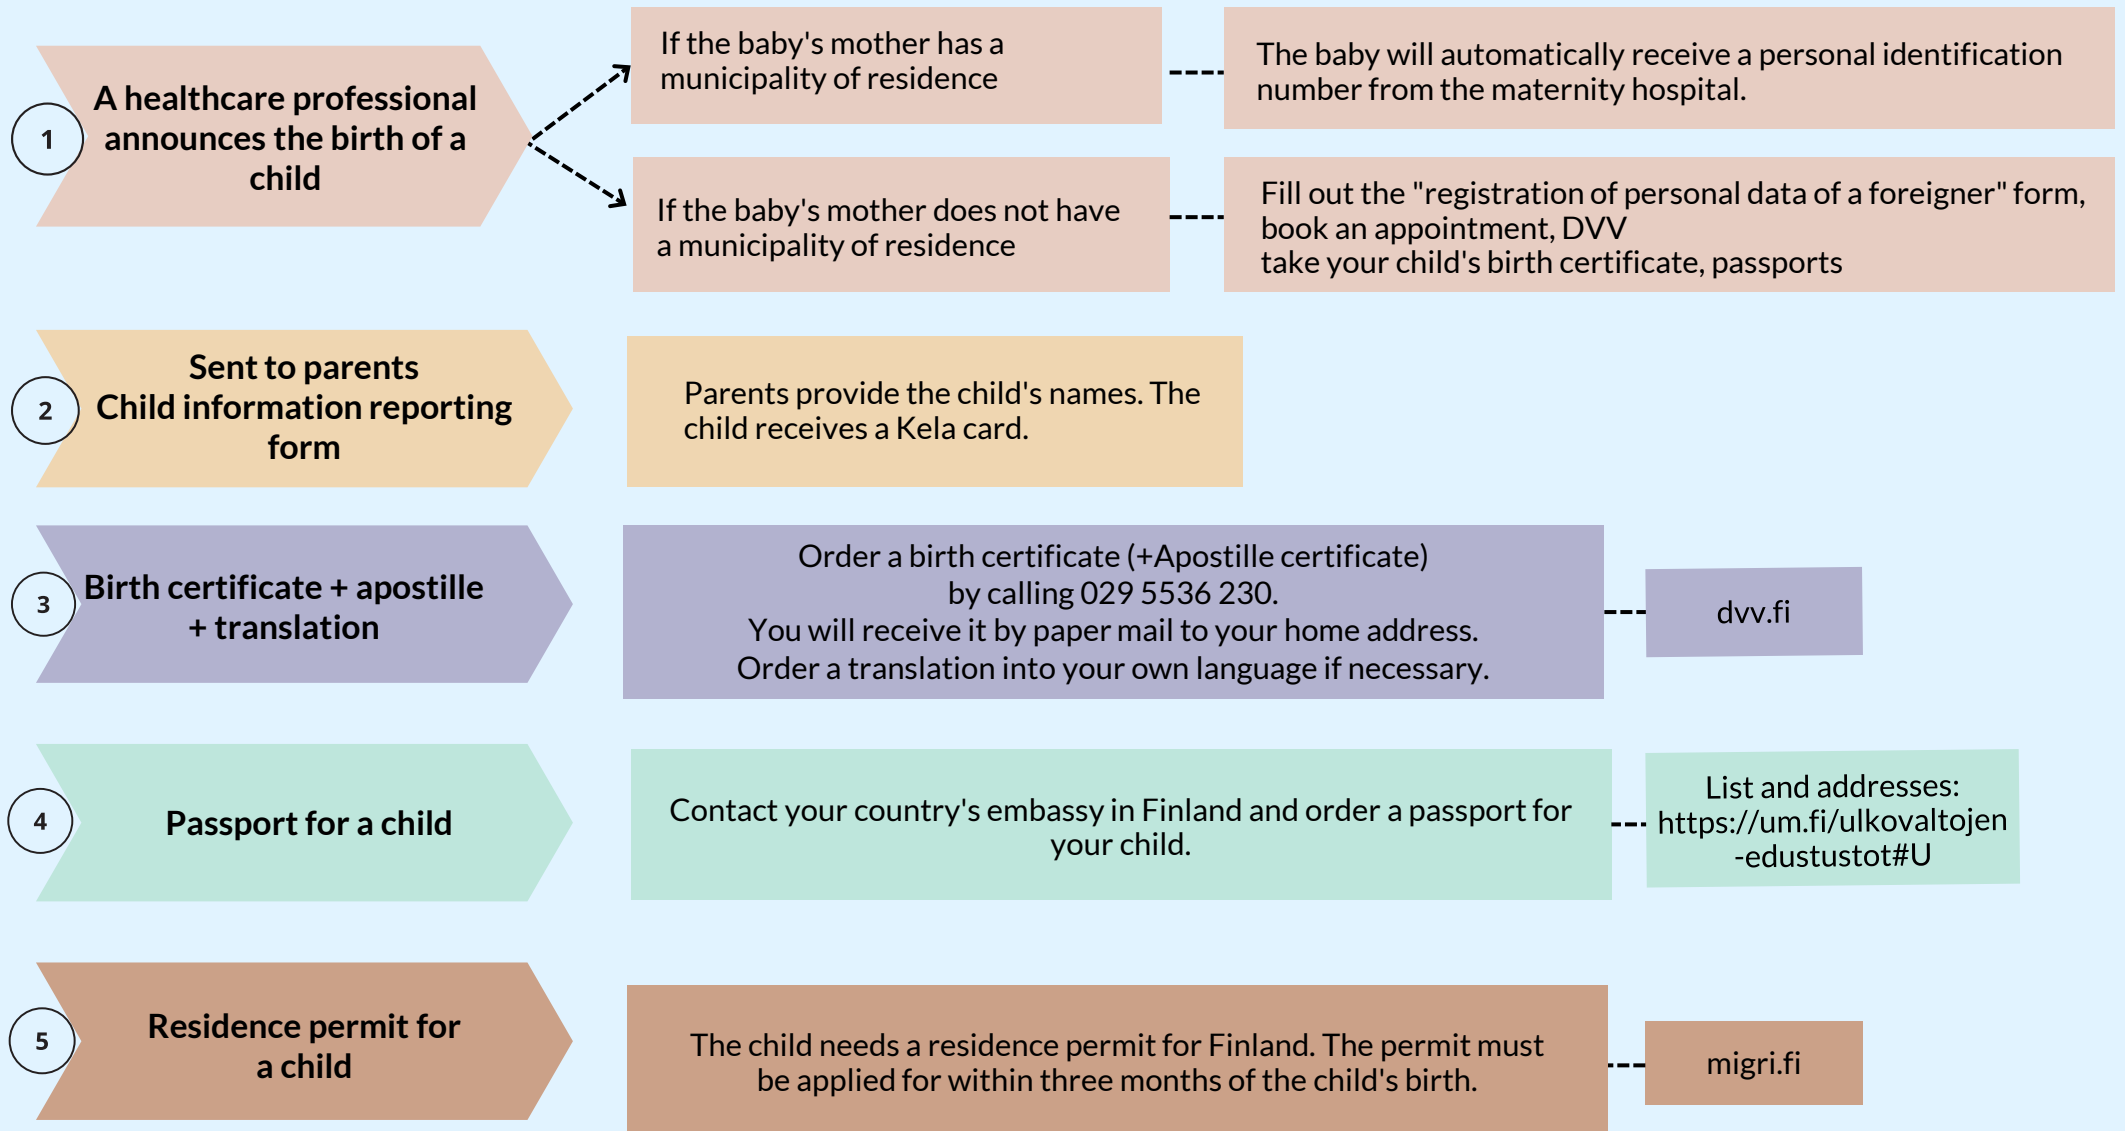 1
A healthcare professional
announces the birth of a
child
If the baby's mother has a
municipality of residence
The baby will automatically receive a personal identification
number from the maternity hospital.
If the baby's mother does not have
a municipality of residence
Fill out the "registration of personal data of a foreigner" form,
book an appointment, DVV
take your child's birth certificate, passports
2
Sent to parents
Child information reporting
form
Parents provide the child's names. The
child receives a Kela card.
3
Birth certificate + apostille
+ translation
Order a birth certificate (+Apostille certificate)
by calling 029 5536 230.
You will receive it by paper mail to your home address.
Order a translation into your own language if necessary.
dvv.fi
4
Passport for a child
Contact your country's embassy in Finland and order a passport for
your child.
List and addresses:
https://um.fi/ulkovaltojen
-edustustot#U
5
Residence permit for
a child
The child needs a residence permit for Finland. The permit must
be applied for within three months of the child's birth.
migri.fi